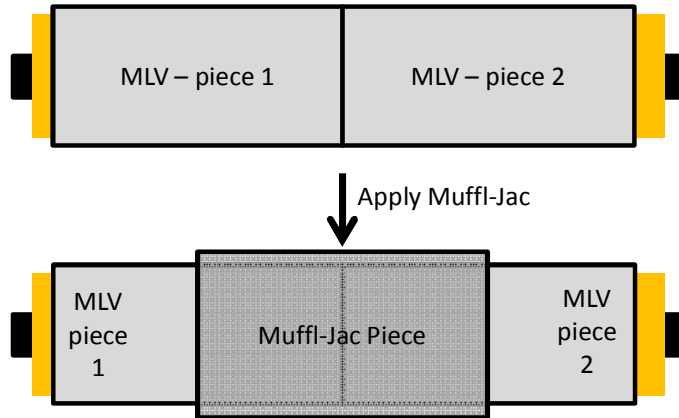 MLV – piece 1
MLV – piece 2
Apply Muffl-Jac
MLV
piece
1
Muffl-Jac Piece
MLV
piece
2